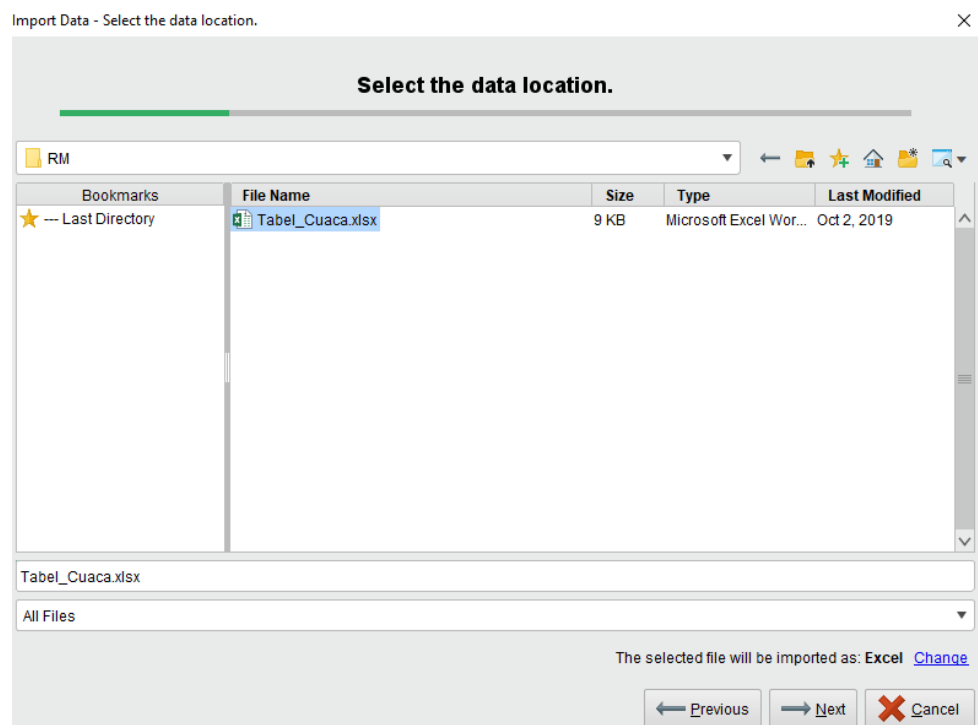 Import Data - Select the data location.
Select the data location.
RM
Bookmarks File Name Size Type Last Modified
--- Last Directory Tabel_Cuaca.xlsx 9 KB Microsoft Excel Wor... Oct 2, 2019
Tabel_Cuaca.xlsx
All Files
The selected file will be imported as: Excel Change
Previous Next Cancel